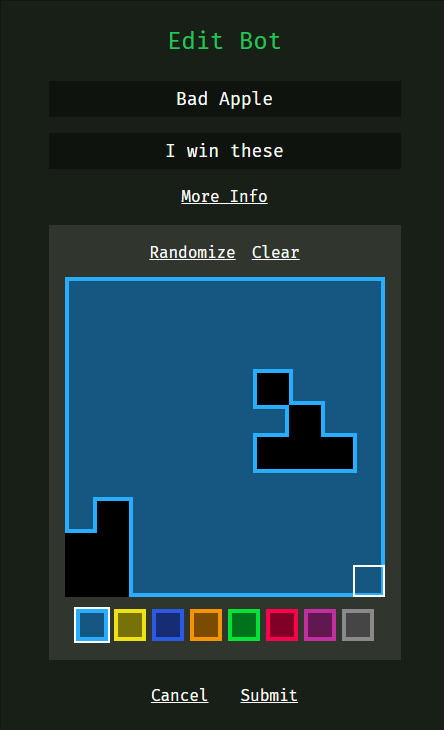 Edit Bot
Bad Apple
I win these
More Info
Randomize Clear
Cancel Submit